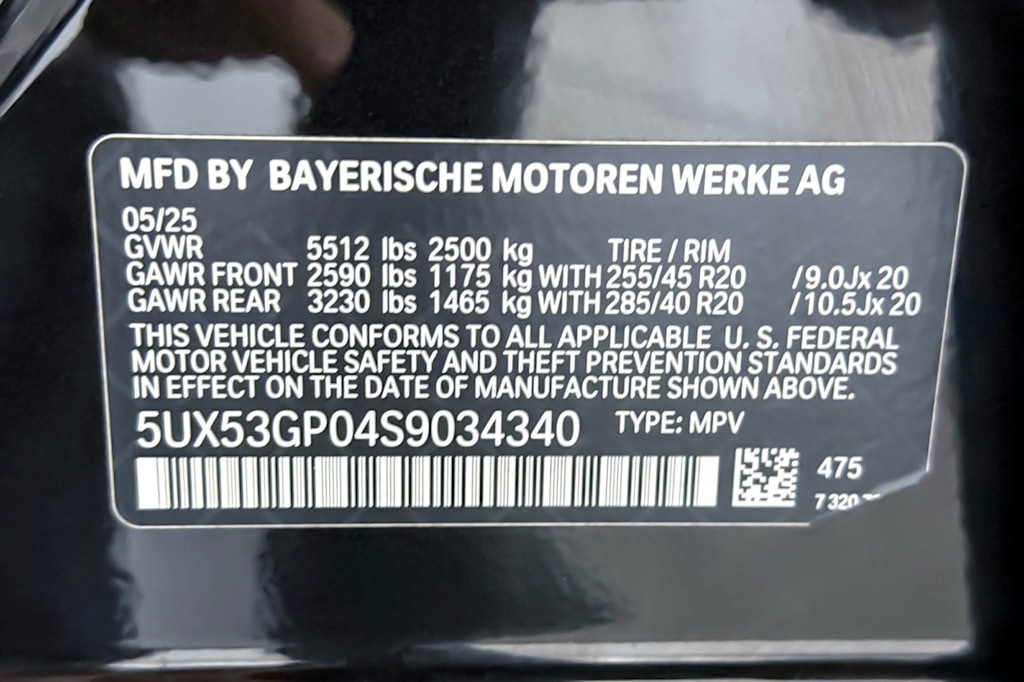 MFD BY BAYERISCHE MOTOREN WERKE AG
05/25
GVWR 5512 lbs 2500 kg TIRE / RIM
GAWR FRONT 2590 lbs 1175 kg WITH 255/45 R20 /9.0Jx 20
GAWR REAR 3230 lbs 1465 kg WITH 285/40 R20 /10.5Jx 20
THIS VEHICLE CONFORMS TO ALL APPLICABLE U. S. FEDERAL
MOTOR VEHICLE SAFETY AND THEFT PREVENTION STANDARDS
IN EFFECT ON THE DATE OF MANUFACTURE SHOWN ABOVE.
5UX53GP04S9034340 TYPE: MPV
475
7 320